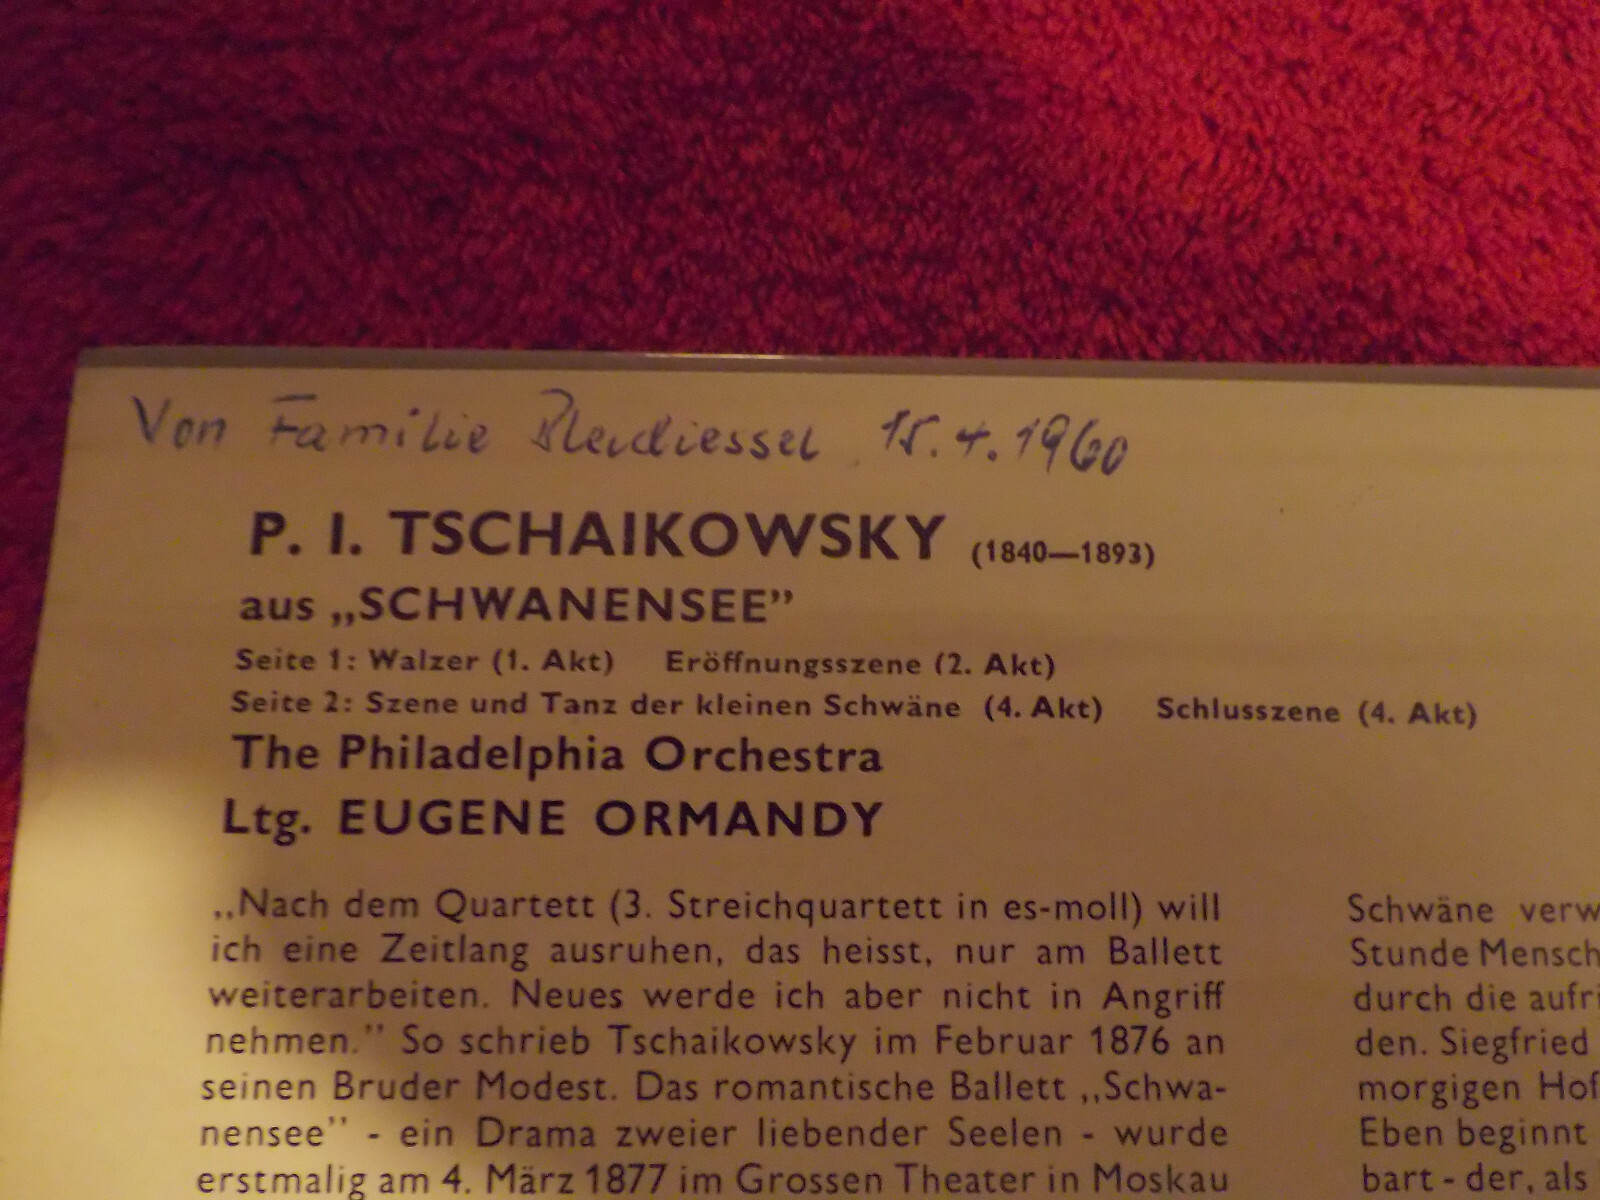 Von Familie 15.4.1960
P. I. TSCHAIKOWSKY (1840—1893)
aus „SCHWANENSEE”
Seite 1: Walzer (1. Akt) Eröffnungsszene (2. Akt)
Seite 2: Szene und Tanz der kleinen Schwäne (4. Akt) Schlusszene (4. Akt)
The Philadelphia Orchestra
Ltg. EUGENE ORMANDY
„Nach dem Quartett (3. Streichquartett in es-moll) will
ich eine Zeitlang ausruhen, das heisst, nur am Ballett
weiterarbeiten. Neues werde ich aber nicht in Angriff
nehmen.” So schrieb Tschaikowsky im Februar 1876 an
seinen Bruder Modest. Das romantische Ballett „Schwa-
nensee” - ein Drama zweier liebender Seelen - wurde
erstmalig am 4. März 1877 im Grossen Theater in Moskau
Schwäne verw
Stunde Mensch
durch die aufri
den. Siegfried
morgigen Hof
Eben beginnt
bart - der, als